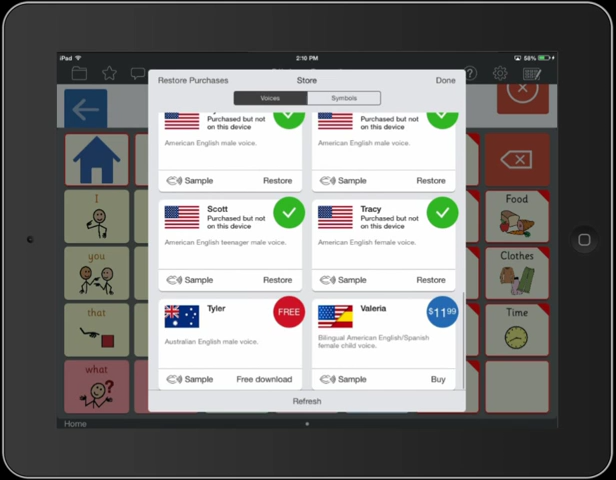 iPad
2:10 PM
58%
Restore Purchases
Store
Done
Voices
Symbols
Purchased but not
on this device
American English male voice.
Sample
Restore
Purchased but not
on this device
American English male voice.
Sample
Restore
Scott
Purchased but not
on this device
American English teenager male voice.
Sample
Restore
Tracy
Purchased but not
on this device
American English female voice.
Sample
Restore
Tyler
FREE
Australian English male voice.
Sample
Free download
Valeria
$11.99
Bilingual American English/Spanish
female child voice.
Sample
Buy
Refresh
I
you
that
what
Food
Clothes
Time
Home